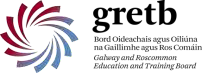 gretb
Bord Oideachais agus Oiliúna
na Gaillimhe agus Ros Comáin
Galway and Roscommon
Education and Training Board